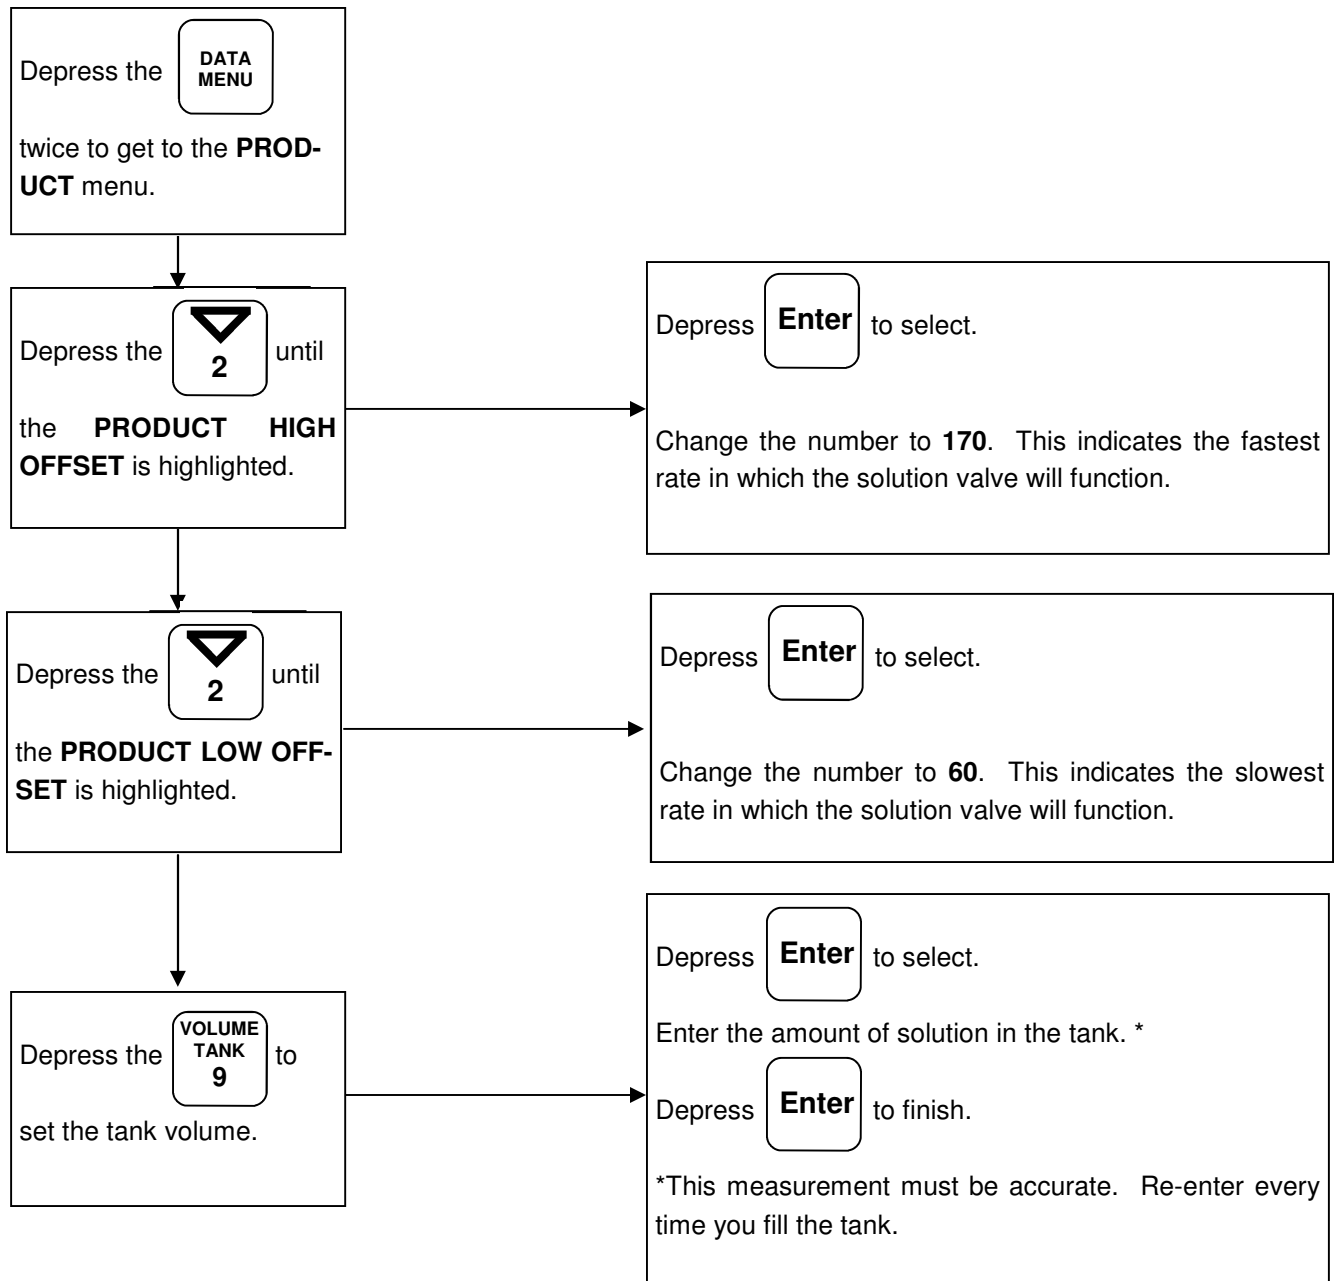 Depress the DATA MENU
twice to get to the PROD-
UCT menu.
Depress the 2 until
the PRODUCT HIGH
OFFSET is highlighted.
Depress Enter to select.
Change the number to 170. This indicates the fastest
rate in which the solution valve will function.
Depress the 2 until
the PRODUCT LOW OFF-
SET is highlighted.
Depress Enter to select.
Change the number to 60. This indicates the slowest
rate in which the solution valve will function.
Depress the VOLUME TANK 9 to
set the tank volume.
Depress Enter to select.
Enter the amount of solution in the tank. *
Depress Enter to finish.
*This measurement must be accurate. Re-enter every
time you fill the tank.